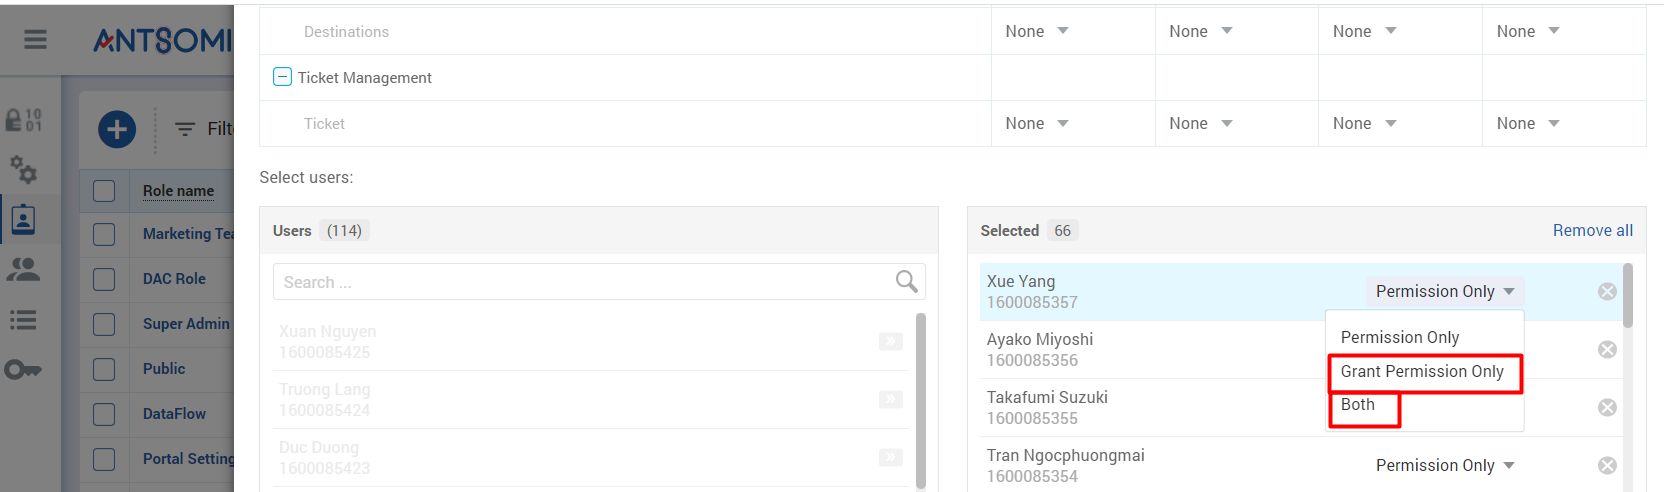 ANTSOMI
Destinations None None None None
Ticket Management
Ticket None None None None
10
01
Filt
Select users:
Role name
Marketing Tea
DAC Role
Super Admin
Public
DataFlow
Portal Setting
Users (114)
Search ...
Xuan Nguyen
1600085425
Truong Lang
1600085424
Duc Duong
1600085423
Selected 66 Remove all
Xue Yang
1600085357
Permission Only
Permission Only
Grant Permission Only
Both
Ayako Miyoshi
1600085356
Takafumi Suzuki
1600085355
Tran Ngocphuongmai
1600085354
Permission Only